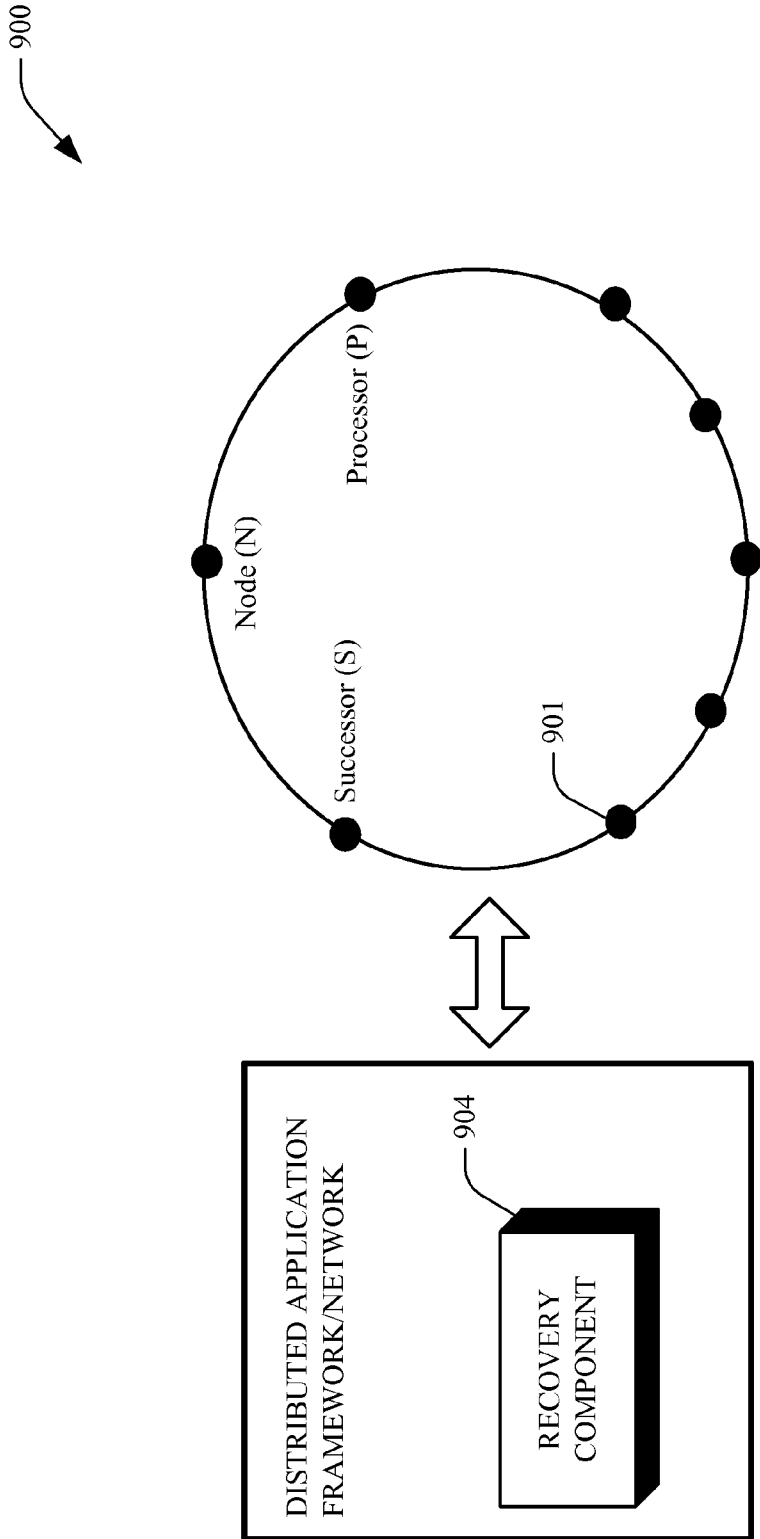 900
DISTRIBUTED APPLICATION
FRAMEWORK/NETWORK
904
RECOVERY
COMPONENT
Successor (S)
Node (N)
Processor (P)
901